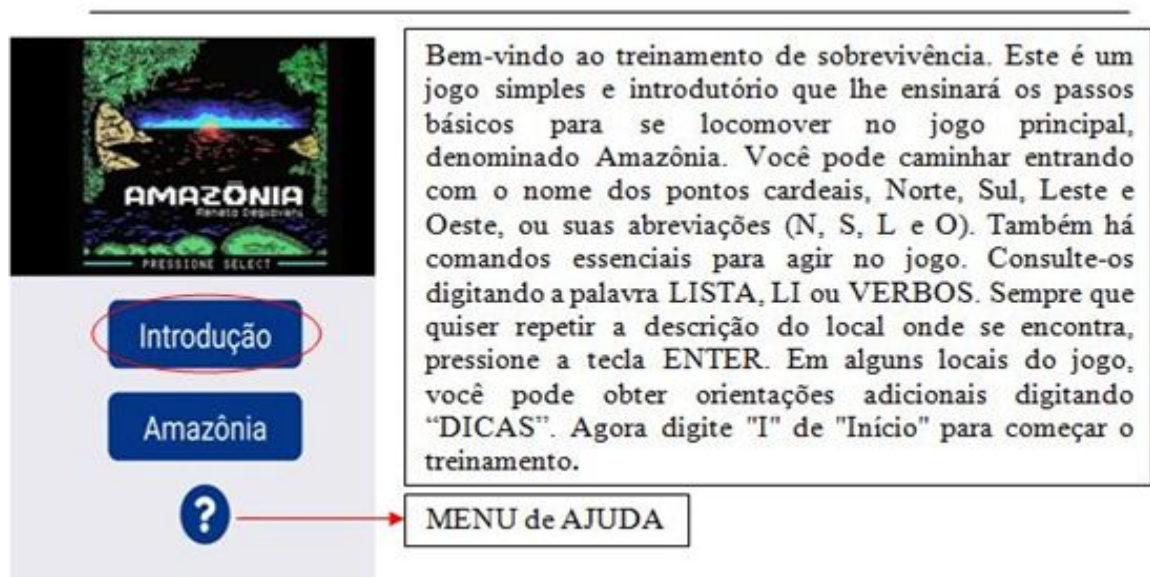 AMAZÔNIA
Renato Degiovani
PRESSIONE SELECT
Introdução
Amazônia
?
Bem-vindo ao treinamento de sobrevivência. Este é um
jogo simples e introdutório que lhe ensinará os passos
básicos para se locomover no jogo principal,
denominado Amazônia. Você pode caminhar entrando
com o nome dos pontos cardeais, Norte, Sul, Leste e
Oeste, ou suas abreviações (N, S, L e O). Também há
comandos essenciais para agir no jogo. Consulte-os
digitando a palavra LISTA, LI ou VERBOS. Sempre que
quiser repetir a descrição do local onde se encontra,
pressione a tecla ENTER. Em alguns locais do jogo,
você pode obter orientações adicionais digitando
“DICAS”. Agora digite "I" de "Início" para começar o
treinamento.
MENU de AJUDA